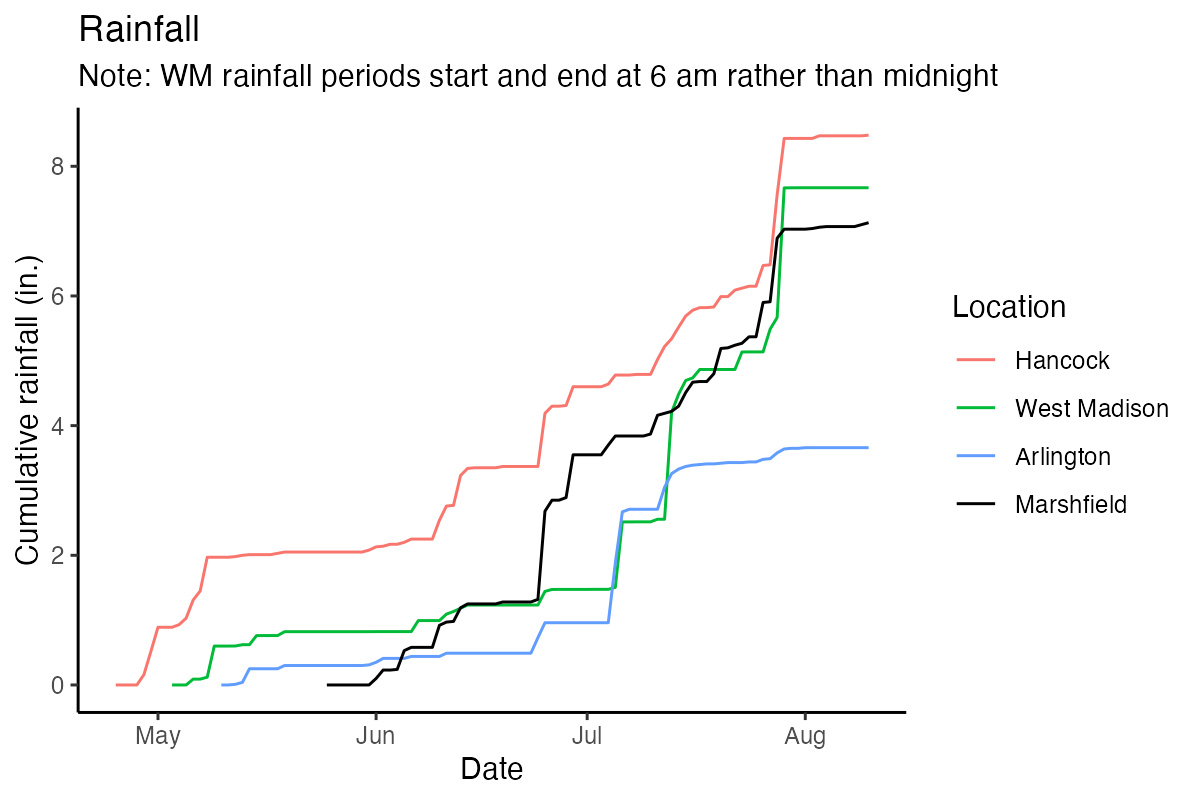 Rainfall
Note: WM rainfall periods start and end at 6 am rather than midnight
Cumulative rainfall (in.)
8
6
4
2
0
May
Jun
Jul
Aug
Date
Location
Hancock
West Madison
Arlington
Marshfield